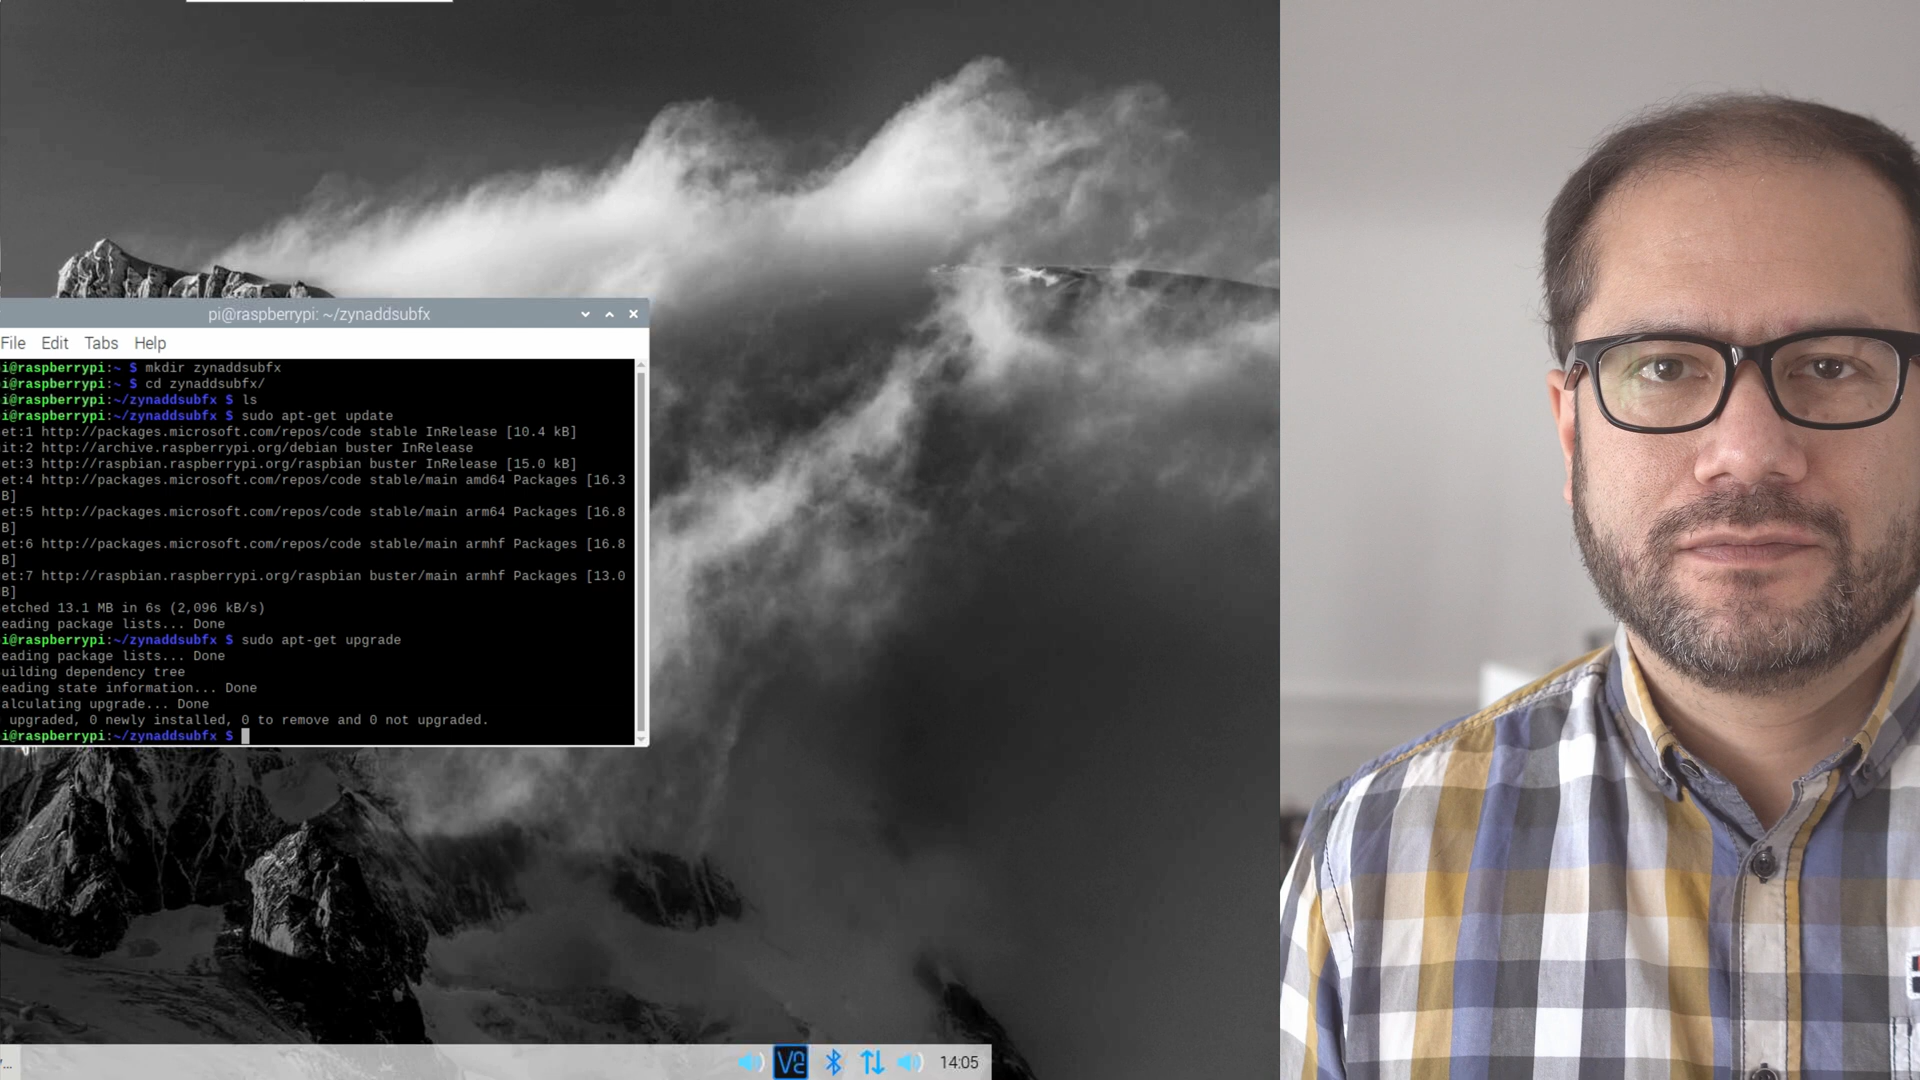 pi@raspberrypi: ~/zynaddsubfx
File Edit Tabs Help
i@raspberrypi:~ $ mkdir zynaddsubfx
i@raspberrypi:~ $ cd zynaddsubfx/
i@raspberrypi:~/zynaddsubfx $ ls
i@raspberrypi:~/zynaddsubfx $ sudo apt-get update
et:1 http://packages.microsoft.com/repos/code stable InRelease [10.4 kB]
it:2 http://archive.raspberrypi.org/debian buster InRelease
et:3 http://raspbian.raspberrypi.org/raspbian buster InRelease [15.0 kB]
et:4 http://packages.microsoft.com/repos/code stable/main amd64 Packages [16.3
B]
et:5 http://packages.microsoft.com/repos/code stable/main arm64 Packages [16.8
B]
et:6 http://packages.microsoft.com/repos/code stable/main armhf Packages [16.8
B]
et:7 http://raspbian.raspberrypi.org/raspbian buster/main armhf Packages [13.0
B]
etched 13.1 MB in 6s (2,096 kB/s)
eading package lists... Done
i@raspberrypi:~/zynaddsubfx $ sudo apt-get upgrade
eading package lists... Done
uilding dependency tree
eading state information... Done
alculating upgrade... Done
upgraded, 0 newly installed, 0 to remove and 0 not upgraded.
i@raspberrypi:~/zynaddsubfx $
14:05